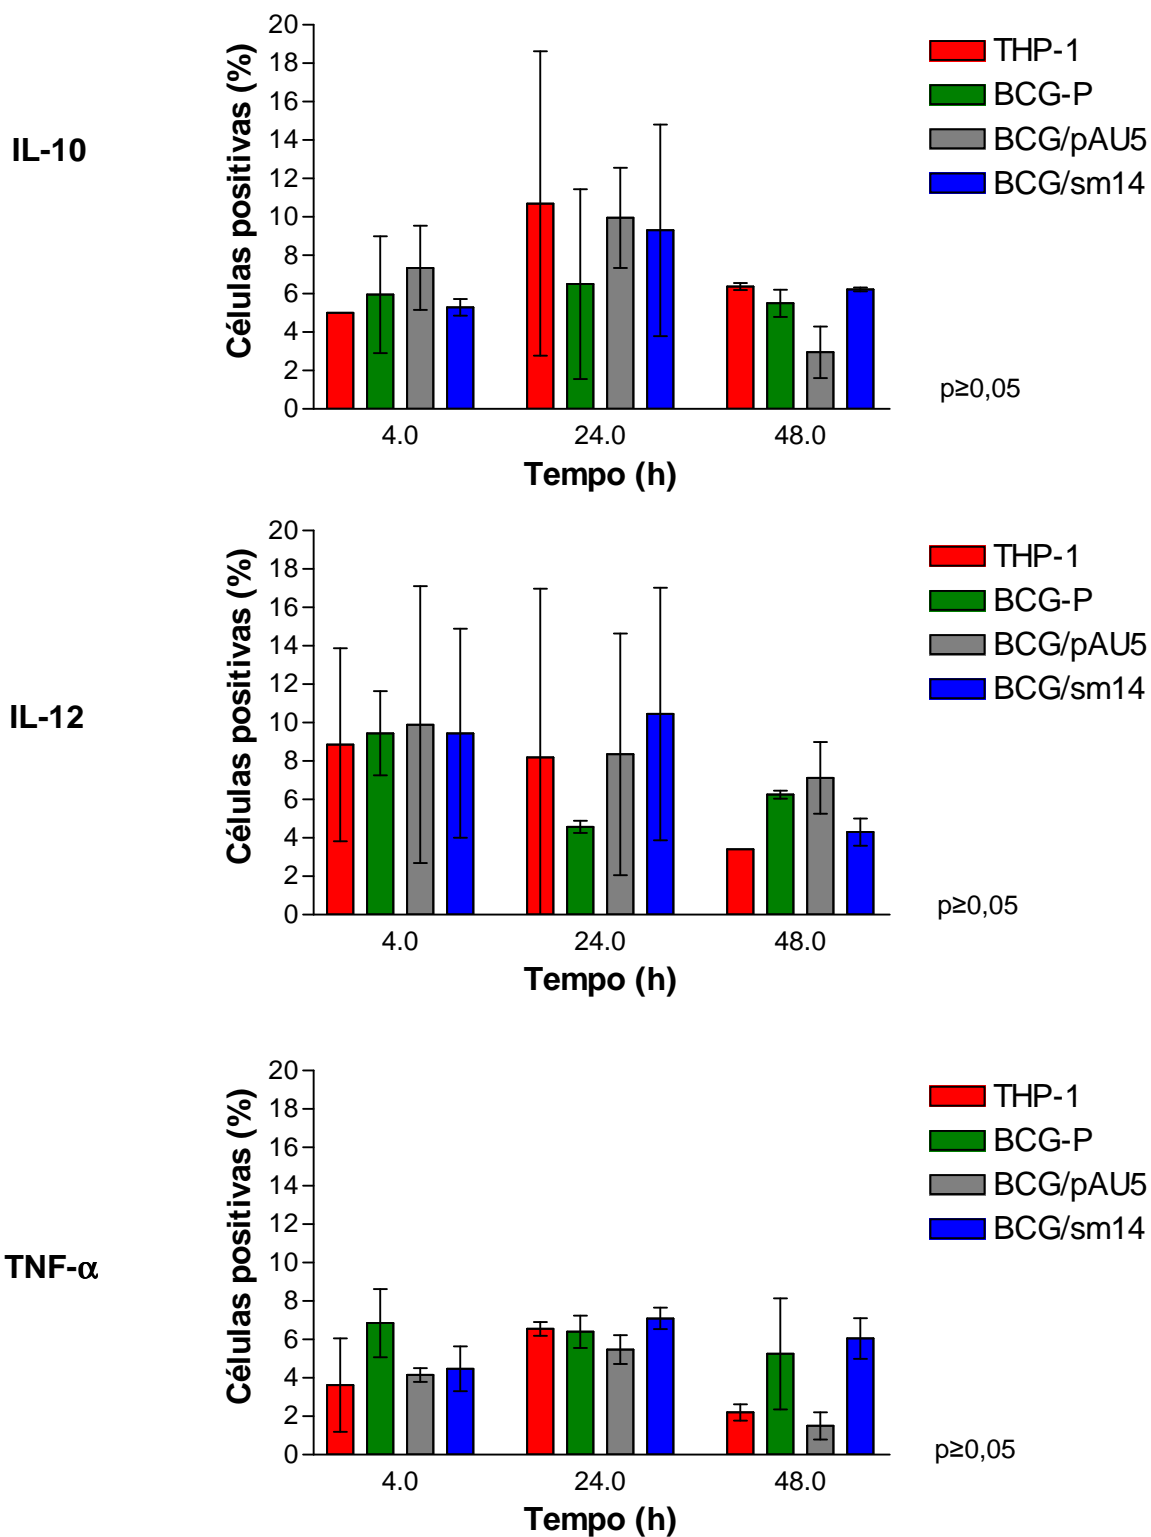 IL-10
Células positivas (%)
20
18
16
14
12
10
8
6
4
2
0
4.0 24.0 48.0
Tempo (h)
THP-1
BCG-P
BCG/pAU5
BCG/sm14
p≥0,05
IL-12
Células positivas (%)
20
18
16
14
12
10
8
6
4
2
0
4.0 24.0 48.0
Tempo (h)
THP-1
BCG-P
BCG/pAU5
BCG/sm14
p≥0,05
TNF-α
Células positivas (%)
20
18
16
14
12
10
8
6
4
2
0
4.0 24.0 48.0
Tempo (h)
THP-1
BCG-P
BCG/pAU5
BCG/sm14
p≥0,05